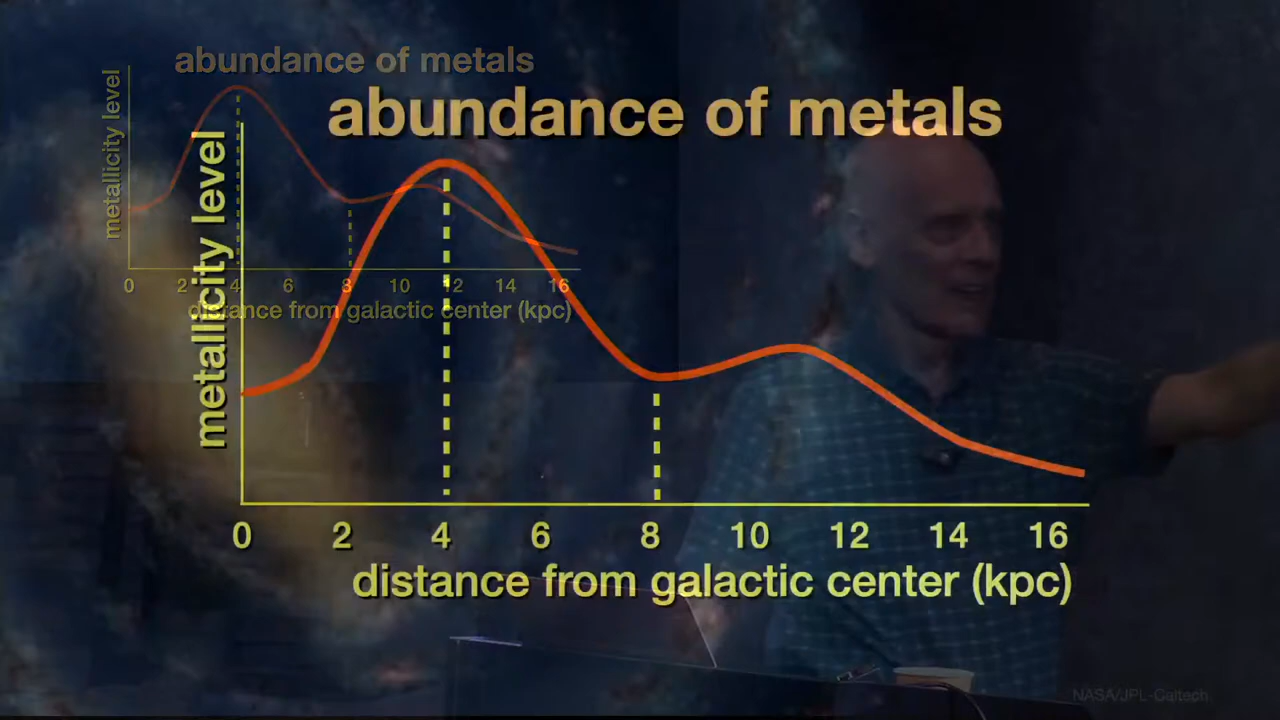 abundance of metals
metallicity level
0 2 4 6 8 10 12 14 16
distance from galactic center (kpc)
abundance of metals
metallicity level
0 2 4 6 8 10 12 14 16
distance from galactic center (kpc)
NASA/JPL-Caltech